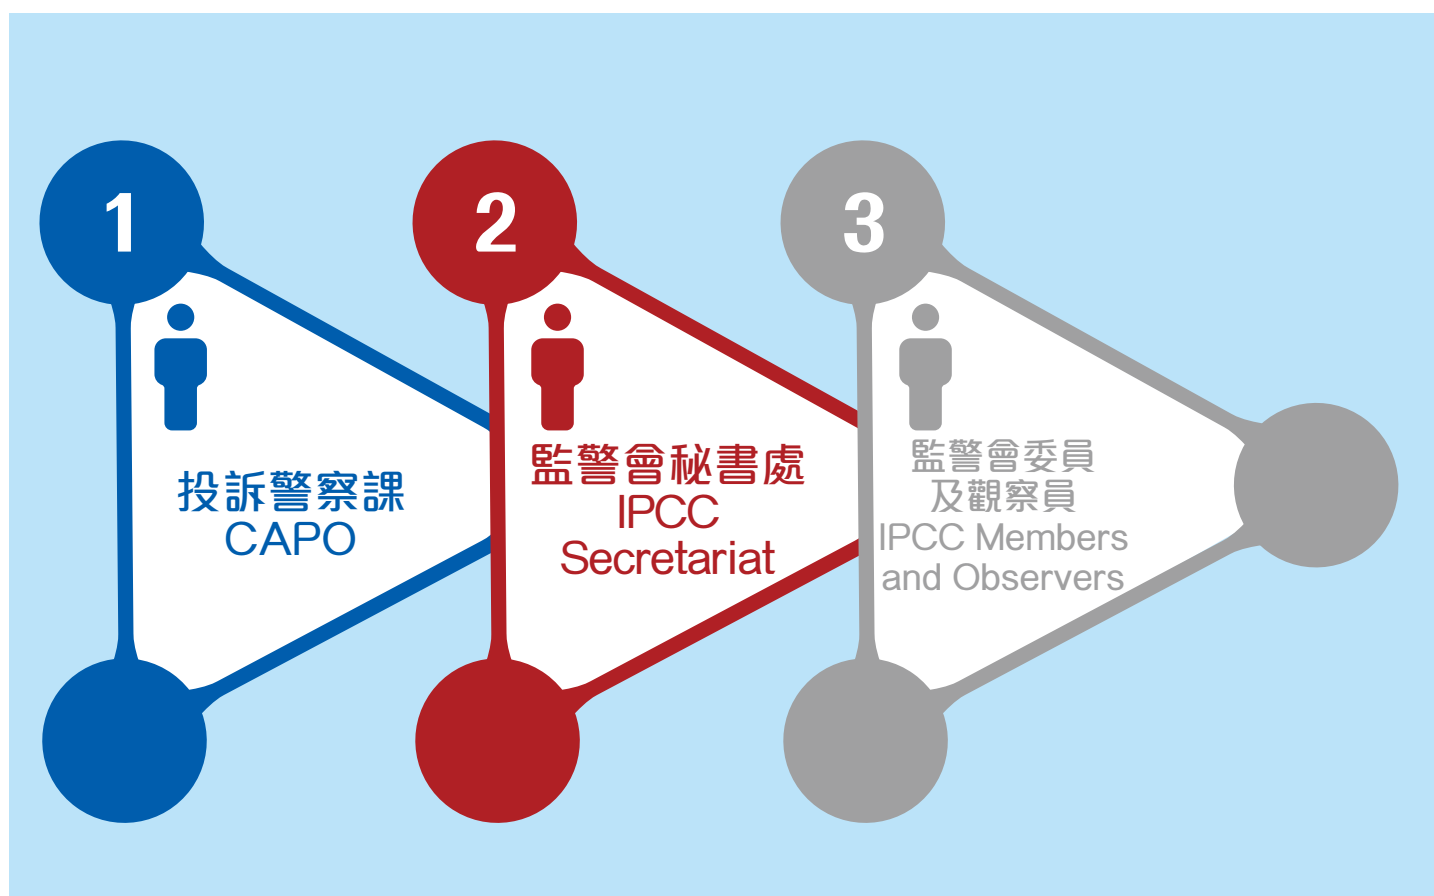 1
投訴警察課
CAPO
2
監警會秘書處
IPCC
Secretariat
3
監警會委員
及觀察員
IPCC Members
and Observers